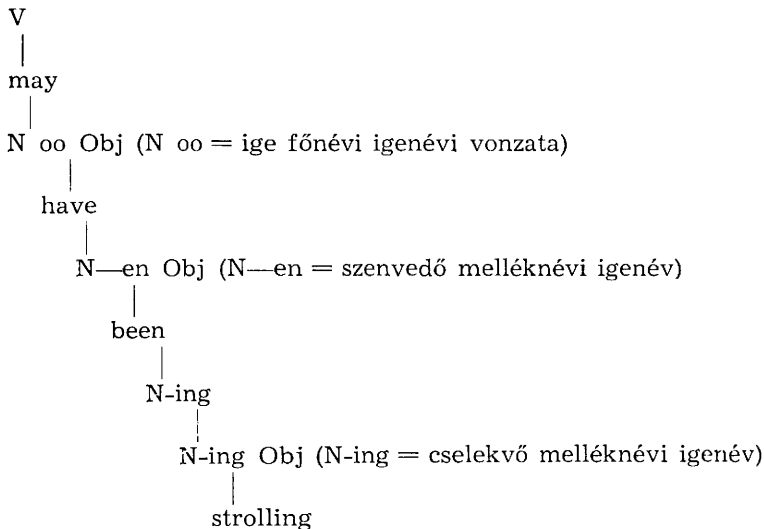 V
may
N oo Obj (N oo = ige főnévi igenévi vonzata)
have
N—en Obj (N—en = szenvedő melléknévi igenév)
been
N-ing
N-ing Obj (N-ing = cselekvő melléknévi igenév)
strolling